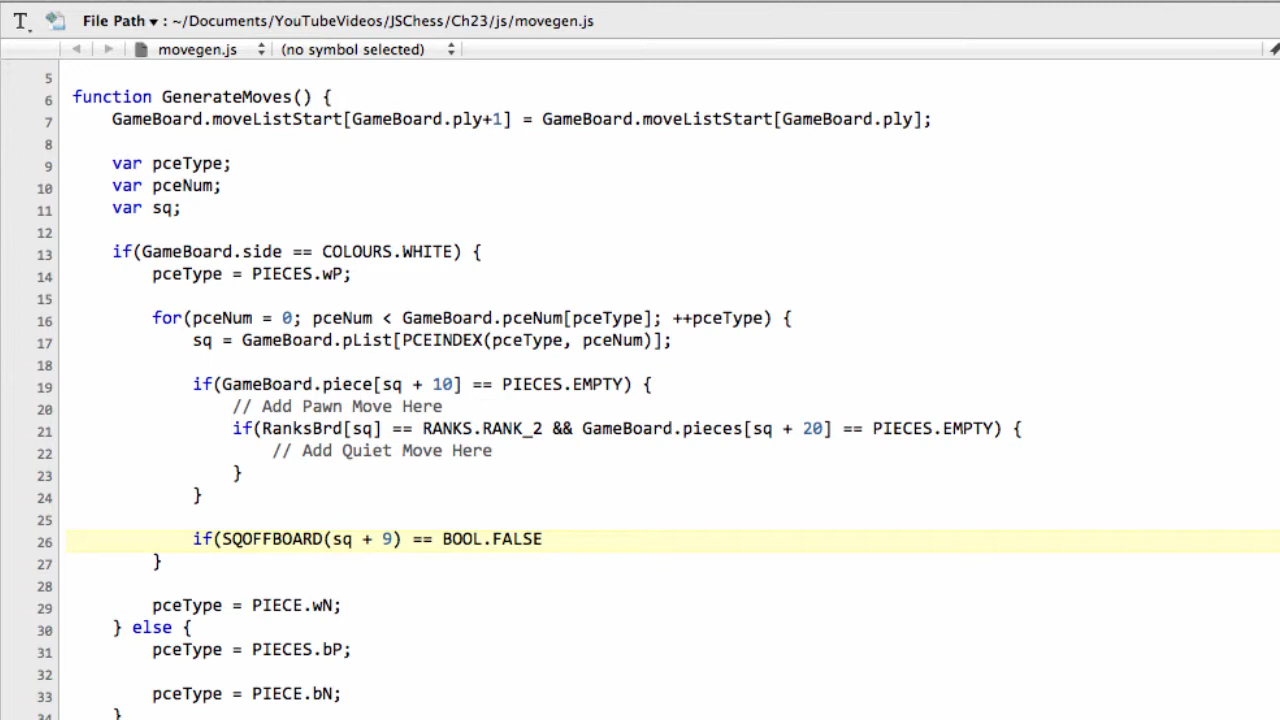 T. File Path ▾ : ~/Documents/YouTubeVideos/JSChess/Ch23/js/movegen.js
movegen.js (no symbol selected)
5
6 function GenerateMoves() {
7 GameBoard.moveListStart[GameBoard.ply+1] = GameBoard.moveListStart[GameBoard.ply];
8
9 var pceType;
10 var pceNum;
11 var sq;
12
13 if(GameBoard.side == COLOURS.WHITE) {
14 pceType = PIECES.wP;
15
16 for(pceNum = 0; pceNum < GameBoard.pceNum[pceType]; ++pceType) {
17 sq = GameBoard.pList[PCEINDEX(pceType, pceNum)];
18
19 if(GameBoard.piece[sq + 10] == PIECES.EMPTY) {
20 // Add Pawn Move Here
21 if(RanksBrd[sq] == RANKS.RANK_2 && GameBoard.pieces[sq + 20] == PIECES.EMPTY) {
22 // Add Quiet Move Here
23 }
24 }
25
26 if(SQOFFBOARD(sq + 9) == BOOL.FALSE
27 }
28
29 pceType = PIECE.wN;
30 } else {
31 pceType = PIECES.bP;
32
33 pceType = PIECE.bN;
34 }